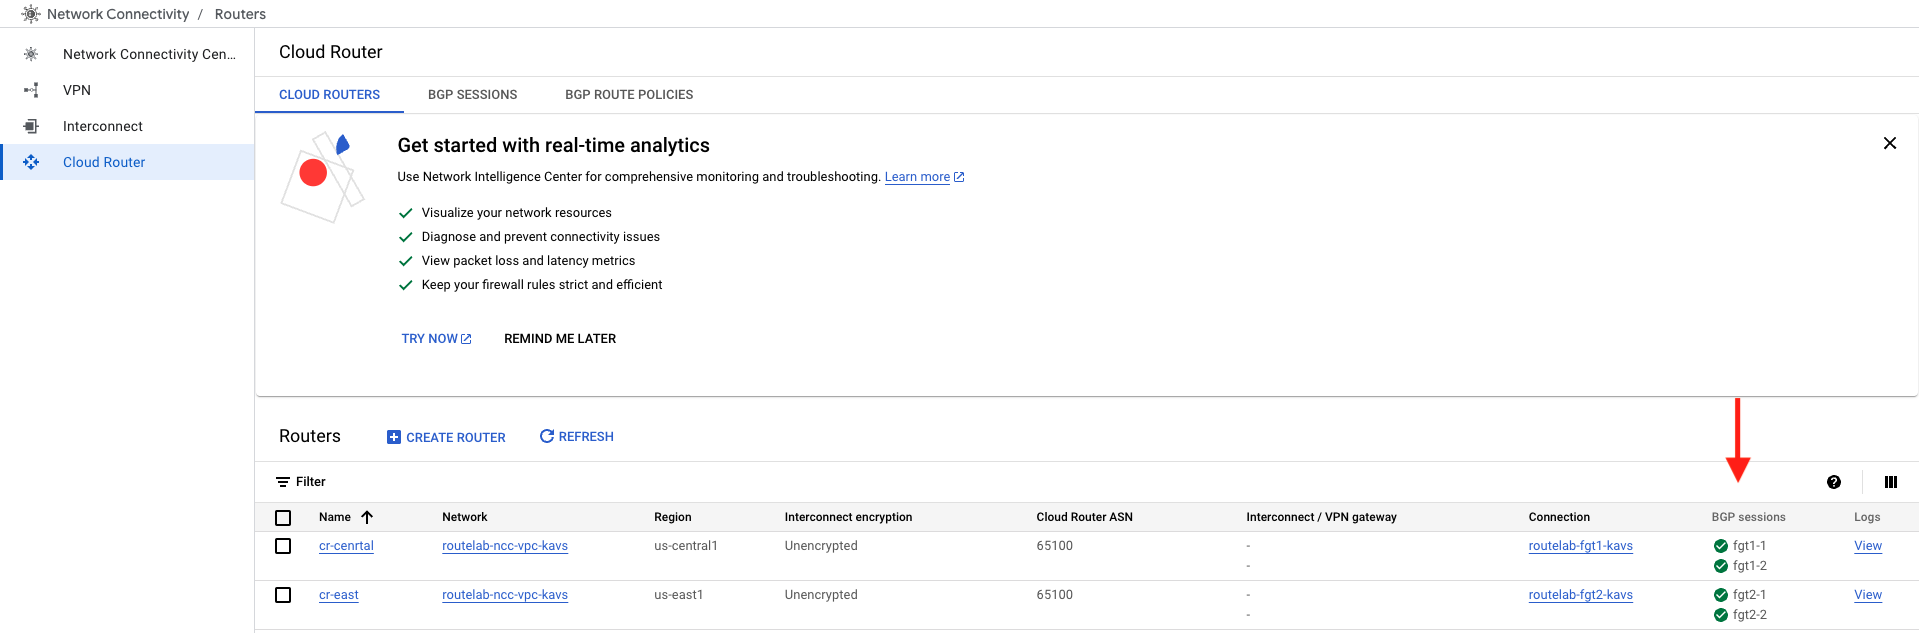 Network Connectivity / Routers
Network Connectivity Cen...
VPN
Interconnect
Cloud Router
Cloud Router
CLOUD ROUTERS BGP SESSIONS BGP ROUTE POLICIES
Get started with real-time analytics
Use Network Intelligence Center for comprehensive monitoring and troubleshooting. Learn more
Visualize your network resources
Diagnose and prevent connectivity issues
View packet loss and latency metrics
Keep your firewall rules strict and efficient
TRY NOW REMIND ME LATER
Routers CREATE ROUTER REFRESH
Filter
Name Network Region Interconnect encryption Cloud Router ASN Interconnect / VPN gateway Connection BGP sessions Logs
cr-cenrtal routelab-ncc-vpc-kavs us-central1 Unencrypted 65100 - routelab-fgt1-kavs fgt1-1 View
- fgt1-2
cr-east routelab-ncc-vpc-kavs us-east1 Unencrypted 65100 - routelab-fgt2-kavs fgt2-1 View
- fgt2-2